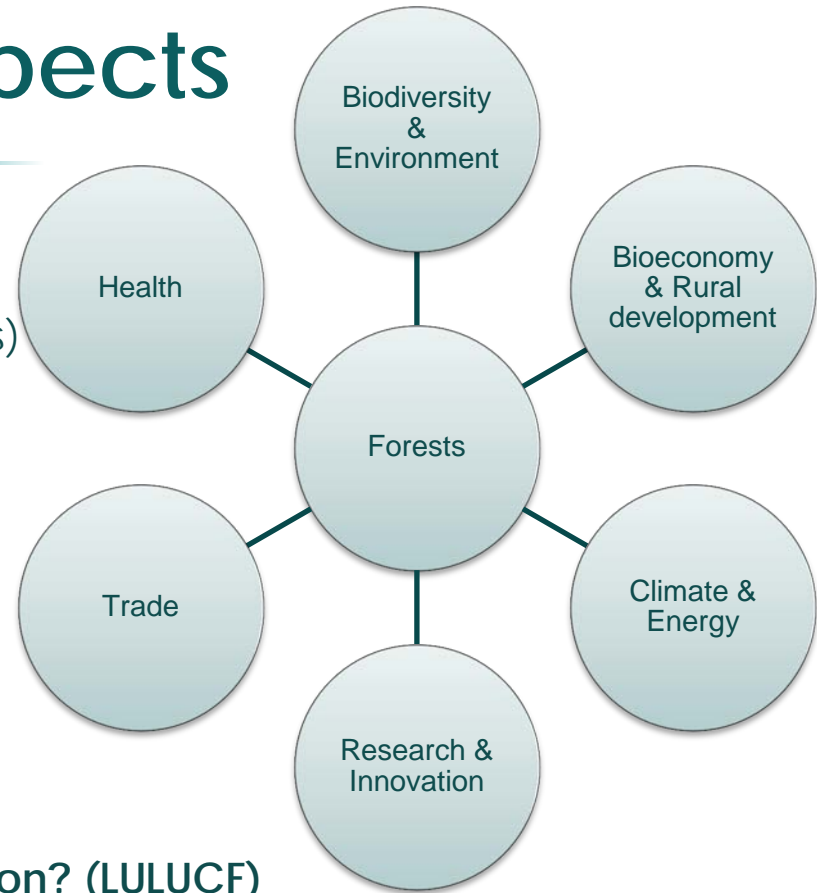 pects
Biodiversity
&
Environment
Health
s)
Bioeconomy
& Rural
development
Forests
Trade
Climate &
Energy
Research &
Innovation
on? (LULUCF)